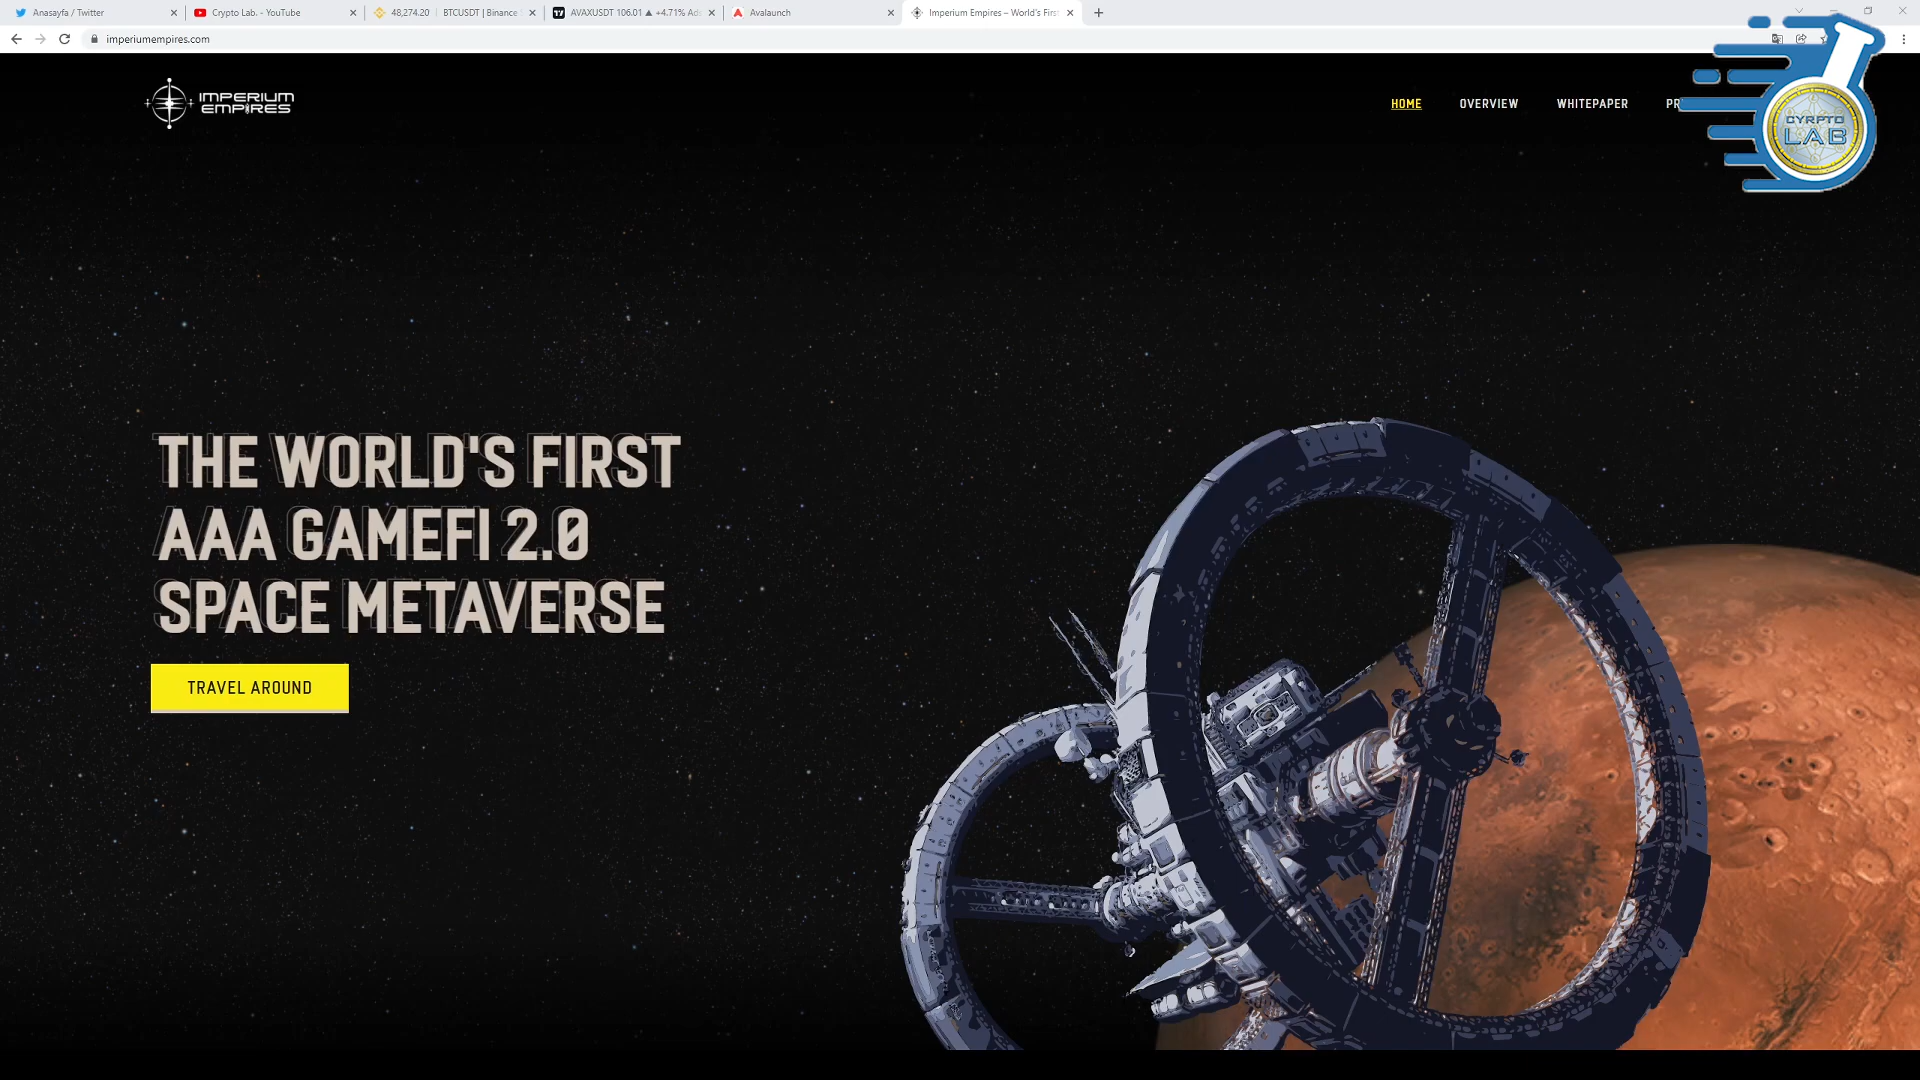 Anasayfa / Twitter
Crypto Lab. - YouTube
48,274.20 | BTCUSDT | Binance
AVAXUSDT 106.01 ▲ +4.71%
Avalaunch
Imperium Empires – World's First
imperiumempires.com
IMPERIUM
EMPIRES
HOME
OVERVIEW
WHITEPAPER
CYRPTO
LAB
THE WORLD'S FIRST
AAA GAMEFI 2.0
SPACE METAVERSE
TRAVEL AROUND